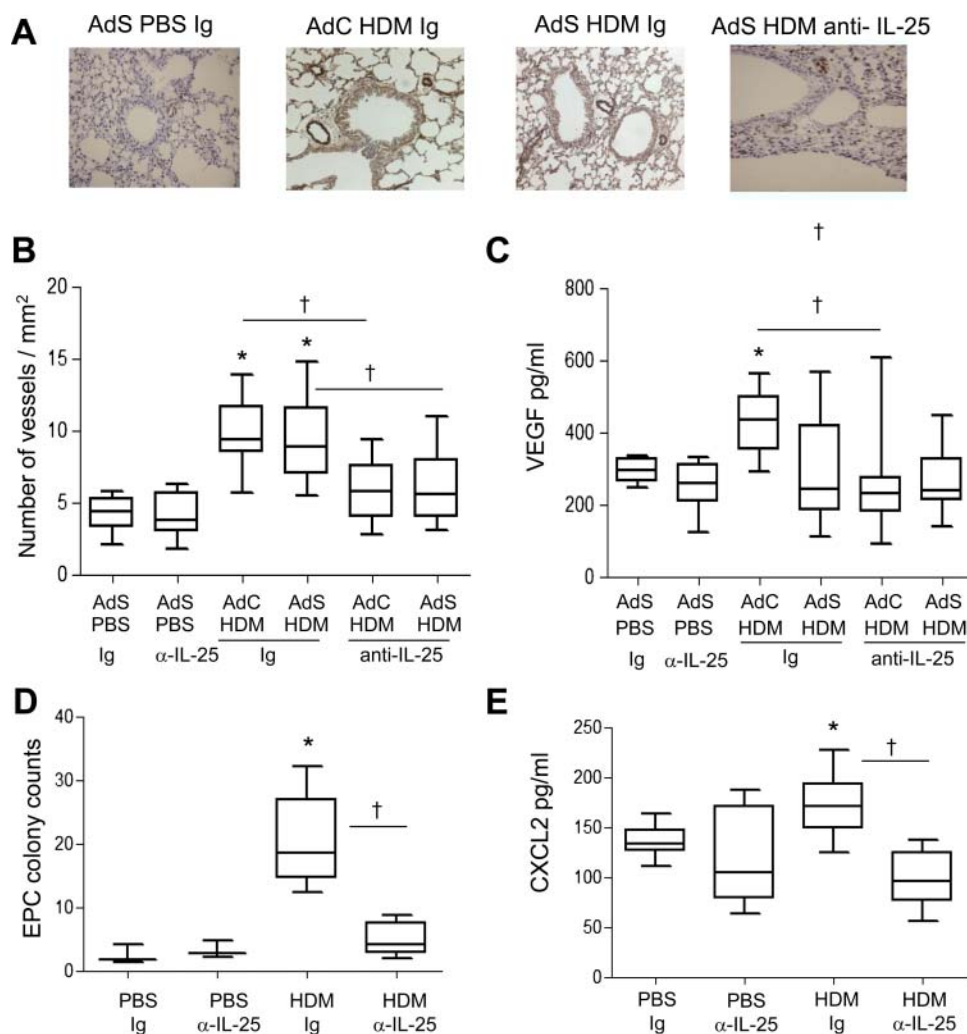 A
AdS PBS Ig
AdC HDM Ig
AdS HDM Ig
AdS HDM anti- IL-25
B
Number of vessels / mm²
20
15
10
5
0
†
* *
†
AdS AdS AdC AdS AdC AdS
PBS PBS HDM HDM HDM HDM
Ig α-IL-25 Ig anti-IL-25
C
†
VEGF pg/ml
800
600
400
200
0
†
*
AdS AdS AdC AdS AdC AdS
PBS PBS HDM HDM HDM HDM
Ig α-IL-25 Ig anti-IL-25
D
EPC colony counts
40
30
20
10
0
*
†
PBS PBS HDM HDM
Ig α-IL-25 Ig α-IL-25
E
CXCL2 pg/ml
250
200
150
100
50
0
*
†
PBS PBS HDM HDM
Ig α-IL-25 Ig α-IL-25